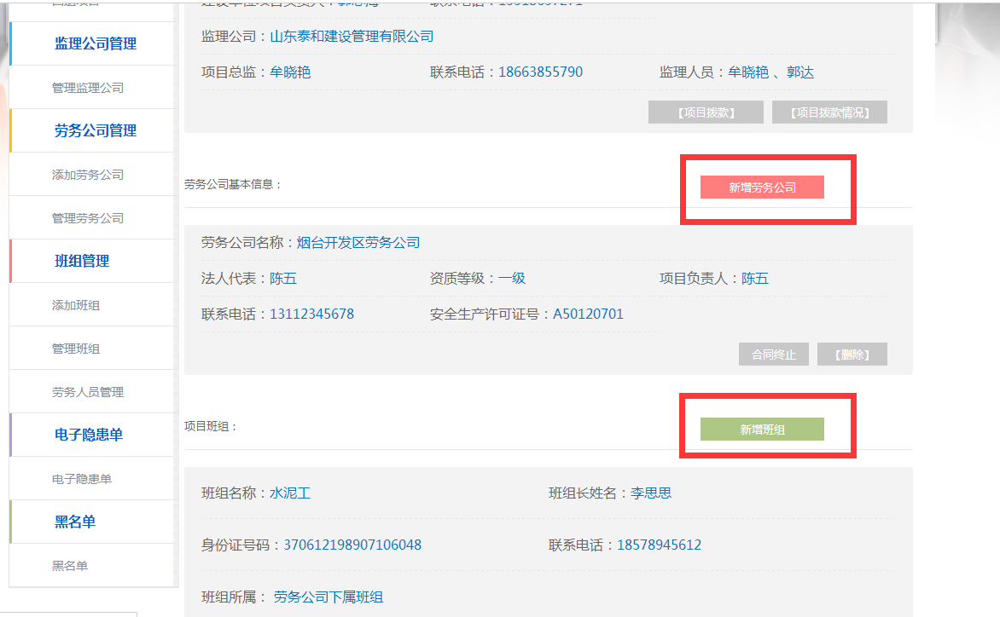 监理公司管理
管理监理公司
劳务公司管理
添加劳务公司
管理劳务公司
班组管理
添加班组
管理班组
劳务人员管理
电子隐患单
电子隐患单
黑名单
黑名单
监理公司：山东泰和建设管理有限公司
项目总监：牟晓艳 联系电话：18663855790 监理人员：牟晓艳 、郭达
【项目拨款】 【项目拨款情况】
劳务公司基本信息： 新增劳务公司
劳务公司名称：烟台开发区劳务公司
法人代表：陈五 资质等级：一级 项目负责人：陈五
联系电话：13112345678 安全生产许可证号：A50120701
合同终止 【删除】
项目班组： 新增班组
班组名称：水泥工 班组长姓名：李思思
身份证号码：370612198907106048 联系电话：18578945612
班组所属： 劳务公司下属班组